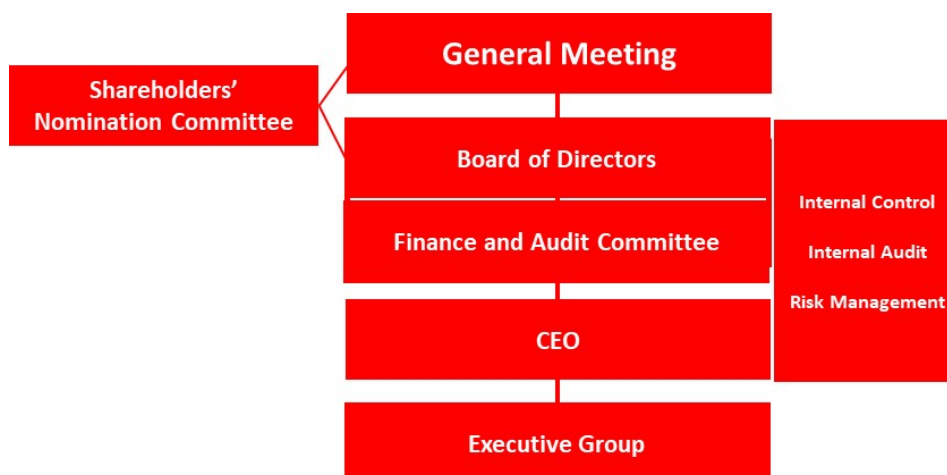 General Meeting
Shareholders’
Nomination Committee
Board of Directors
Finance and Audit Committee
Internal Control
Internal Audit
Risk Management
CEO
Executive Group